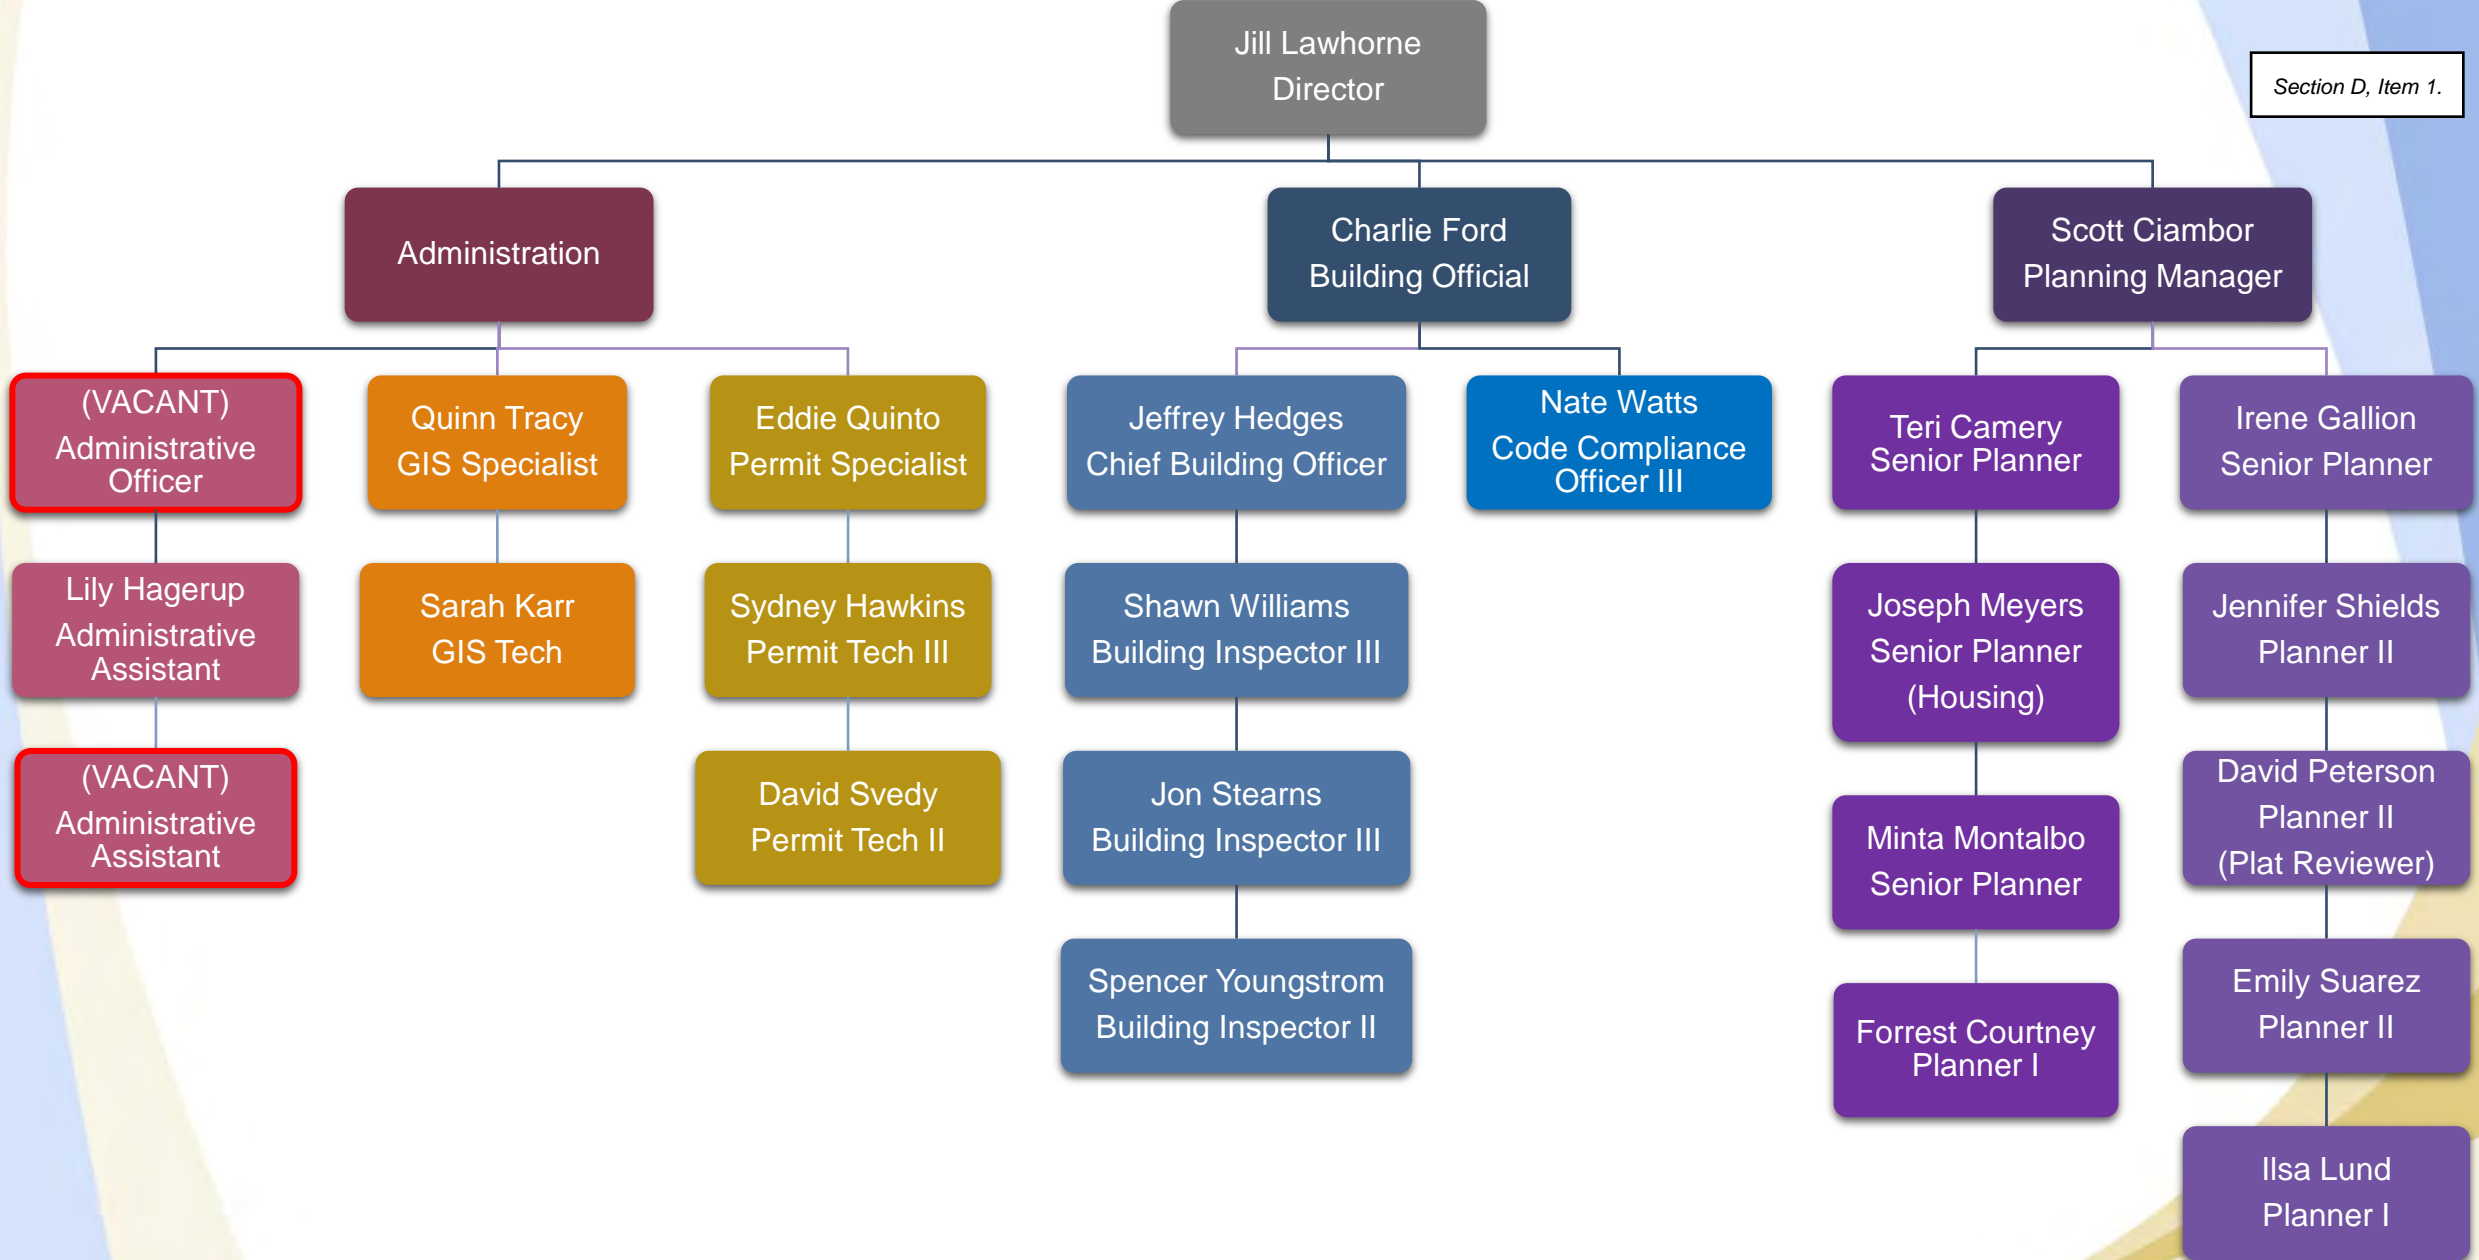 Jill Lawhorne
Director
Section D, Item 1.
Administration
Charlie Ford
Building Official
Scott Ciambor
Planning Manager
(VACANT)
Administrative
Officer
Quinn Tracy
GIS Specialist
Eddie Quinto
Permit Specialist
Jeffrey Hedges
Chief Building Officer
Nate Watts
Code Compliance
Officer III
Teri Camery
Senior Planner
Irene Gallion
Senior Planner
Lily Hagerup
Administrative
Assistant
Sarah Karr
GIS Tech
Sydney Hawkins
Permit Tech III
Shawn Williams
Building Inspector III
Joseph Meyers
Senior Planner
(Housing)
Jennifer Shields
Planner II
(VACANT)
Administrative
Assistant
David Svedy
Permit Tech II
Jon Stearns
Building Inspector III
Minta Montalbo
Senior Planner
David Peterson
Planner II
(Plat Reviewer)
Spencer Youngstrom
Building Inspector II
Forrest Courtney
Planner I
Emily Suarez
Planner II
Ilsa Lund
Planner I